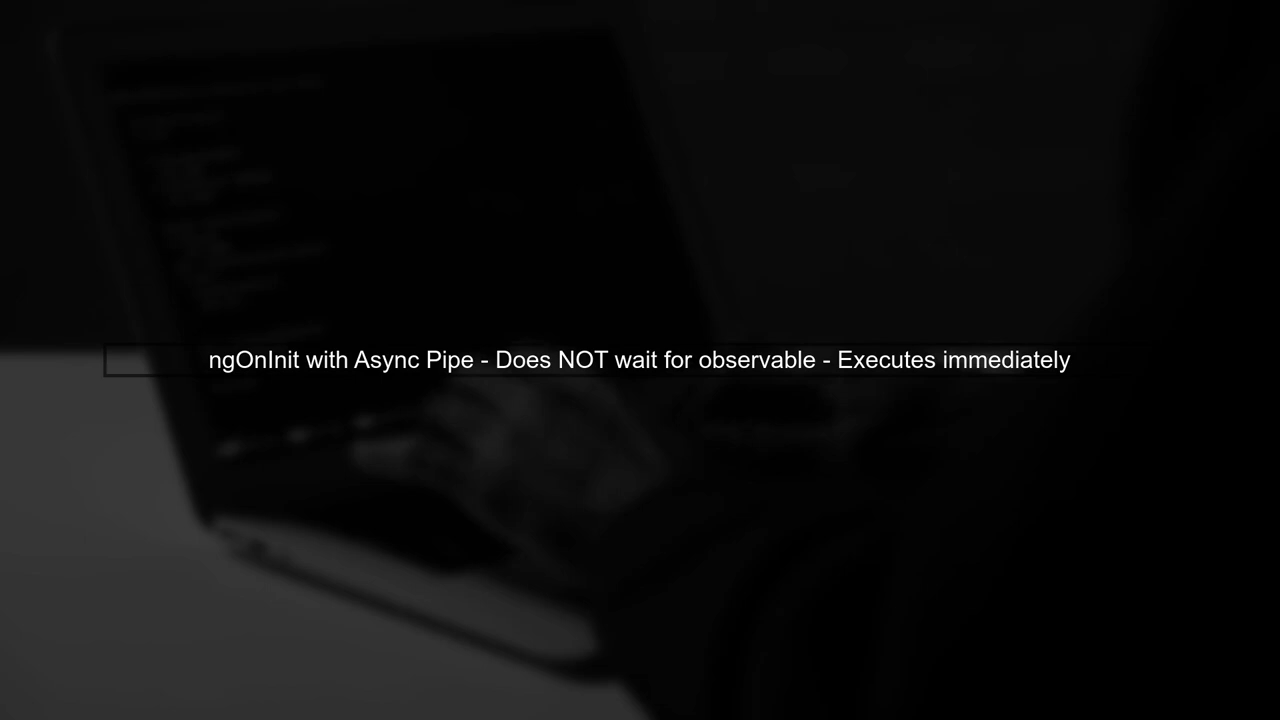 ngOnInit with Async Pipe - Does NOT wait for observable - Executes immediately